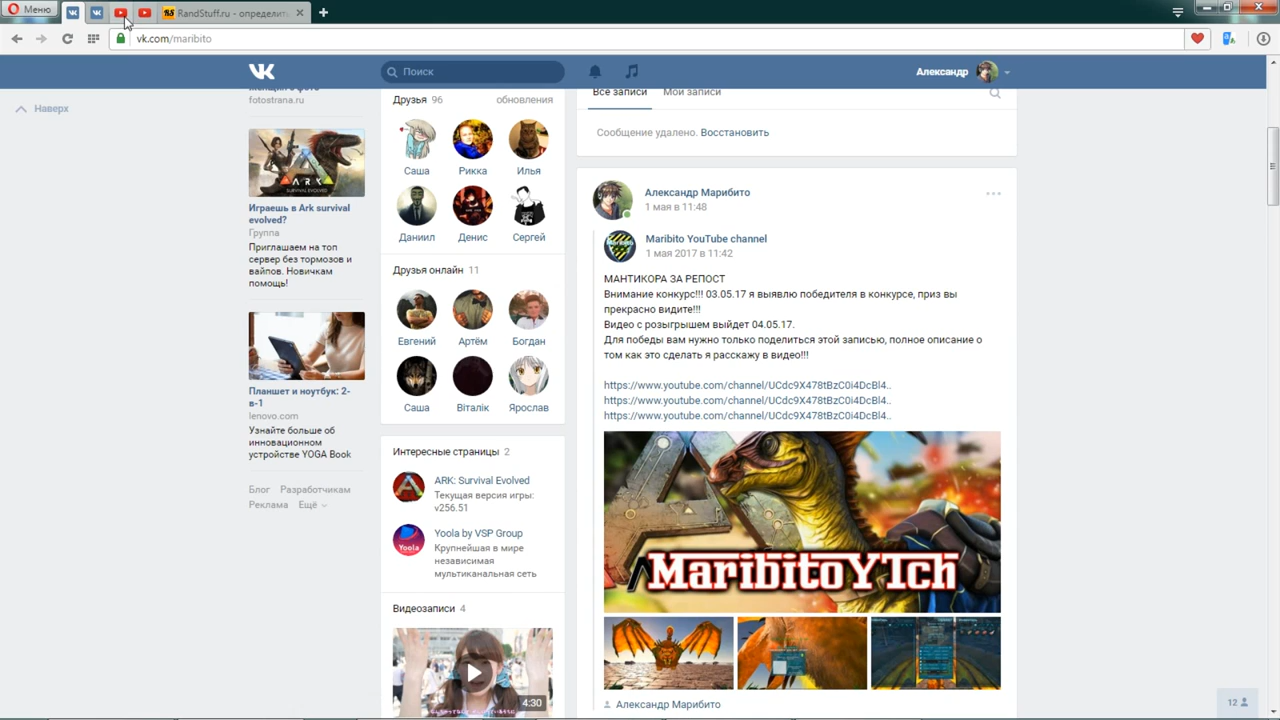 Меню
RandStuff.ru - определить
vk.com/maribito
Поиск
Александр
Наверх
fotostrana.ru
ARK
SURVIVAL EVOLVED
Играешь в Ark survival
evolved?
Группа
Приглашаем на топ
сервер без тормозов и
вайпов. Новичкам
помощь!
Планшет и ноутбук: 2-
в-1
lenovo.com
Узнайте больше об
инновационном
устройстве YOGA Book
Блог Разработчикам
Реклама Ещё
Друзья 96 обновления
Саша Рикка Илья
Даниил Денис Сергей
Друзья онлайн 11
Евгений Артём Богдан
Саша Віталік Ярослав
Интересные страницы 2
ARK: Survival Evolved
Текущая версия игры:
v256.51
Yoola
Yoola by VSP Group
Крупнейшая в мире
независимая
мультиканальная сеть
Видеозаписи 4
4:30
Все записи Мои записи
Сообщение удалено. Восстановить
Александр Марибито
1 мая в 11:48
Maribito YouTube channel
1 мая 2017 в 11:42
МАНТИКОРА ЗА РЕПОСТ
Внимание конкурс!!! 03.05.17 я выявлю победителя в конкурсе, приз вы
прекрасно видите!!!
Видео с розыгрышем выйдет 04.05.17.
Для победы вам нужно только поделиться этой записью, полное описание о
том как это сделать я расскажу в видео!!!
https://www.youtube.com/channel/UCdc9X478tBzC0i4DcBl4..
https://www.youtube.com/channel/UCdc9X478tBzC0i4DcBl4..
https://www.youtube.com/channel/UCdc9X478tBzC0i4DcBl4..
MaribitoYTch
Александр Марибито
12